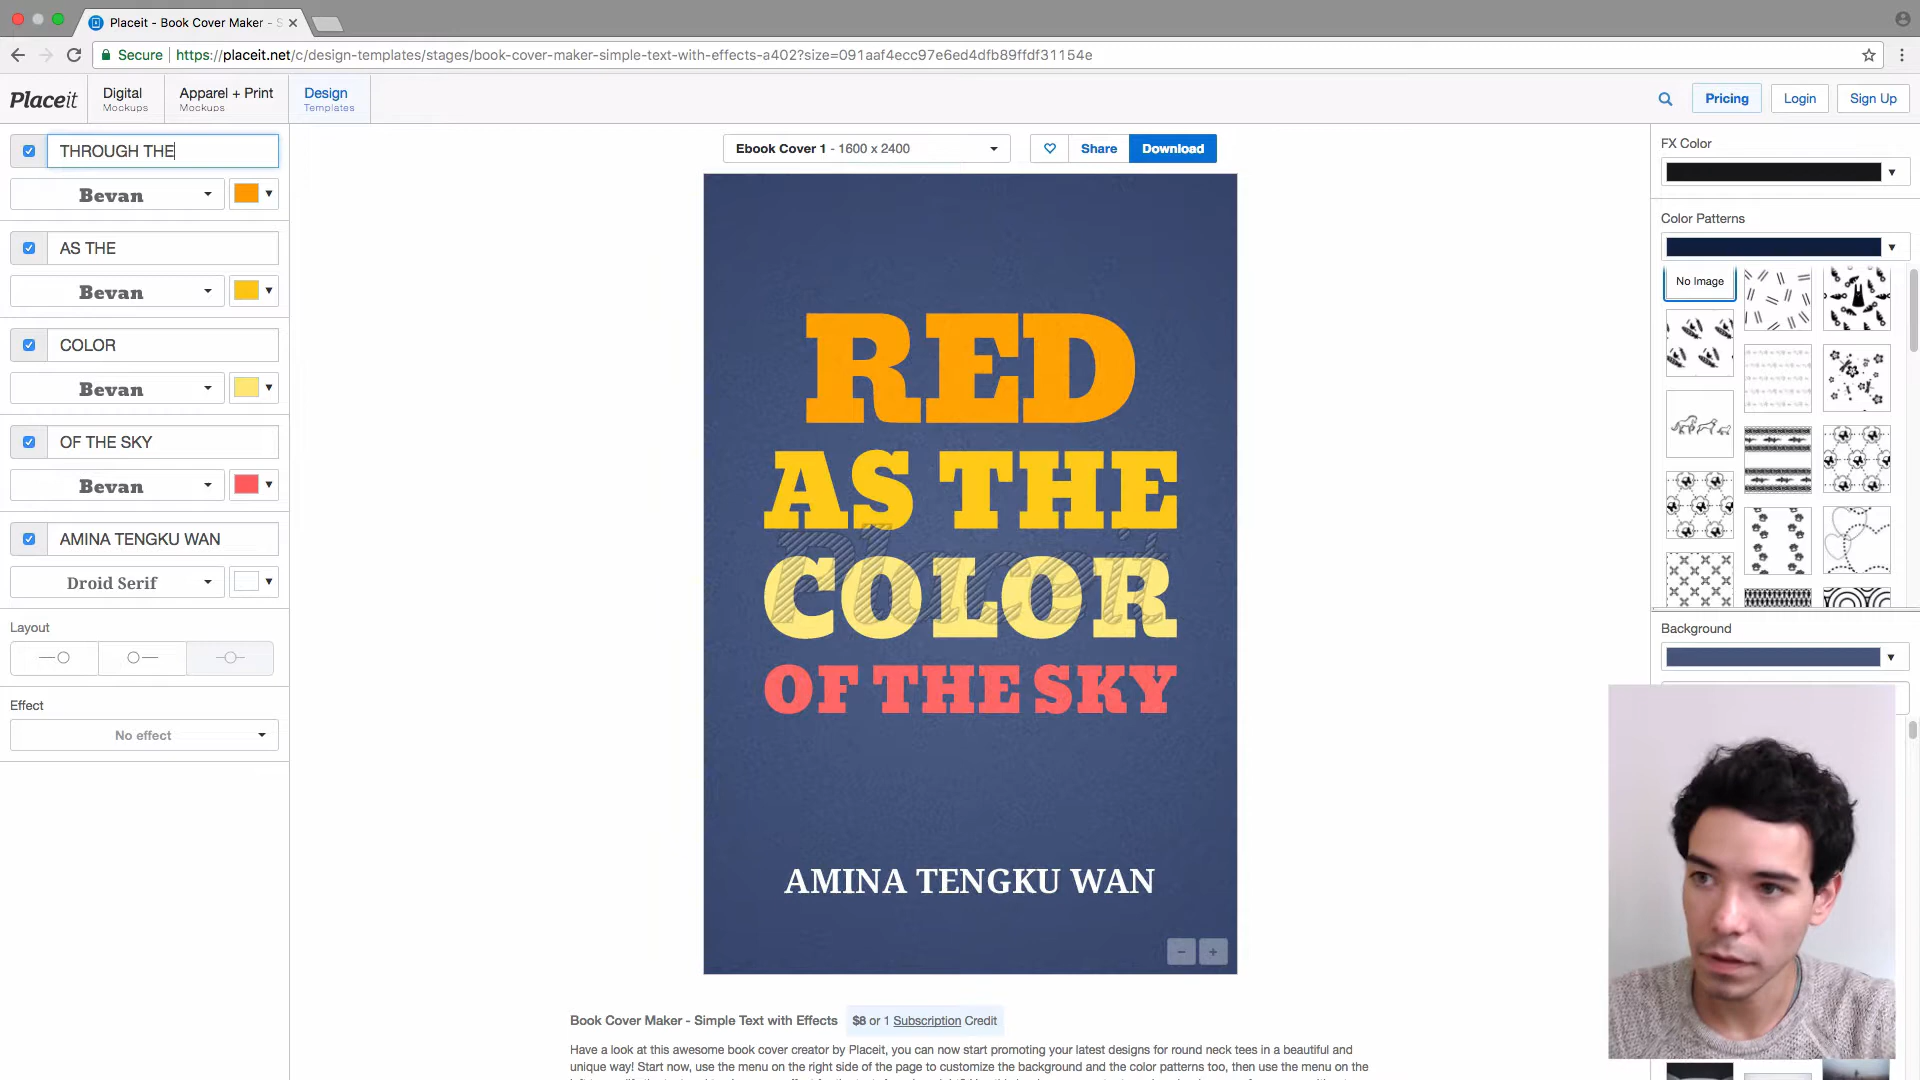 Placeit - Book Cover Maker - S
Secure https://placeit.net/c/design-templates/stages/book-cover-maker-simple-text-with-effects-a402?size=091aaf4ecc97e6ed4dfb89ffdf31154e
Placeit
Digital
Mockups
Apparel + Print
Mockups
Design
Templates
Pricing
Login
Sign Up
THROUGH THE
Bevan
AS THE
Bevan
COLOR
Bevan
OF THE SKY
Bevan
AMINA TENGKU WAN
Droid Serif
Layout
Effect
No effect
Ebook Cover 1 - 1600 x 2400
Share
Download
RED
AS THE
COLOR
Placeit
OF THE SKY
AMINA TENGKU WAN
Book Cover Maker - Simple Text with Effects
$8 or 1 Subscription Credit
Have a look at this awesome book cover creator by Placeit, you can now start promoting your latest designs for round neck tees in a beautiful and
unique way! Start now, use the menu on the right side of the page to customize the background and the color patterns too, then use the menu on the
FX Color
Color Patterns
No Image
Background